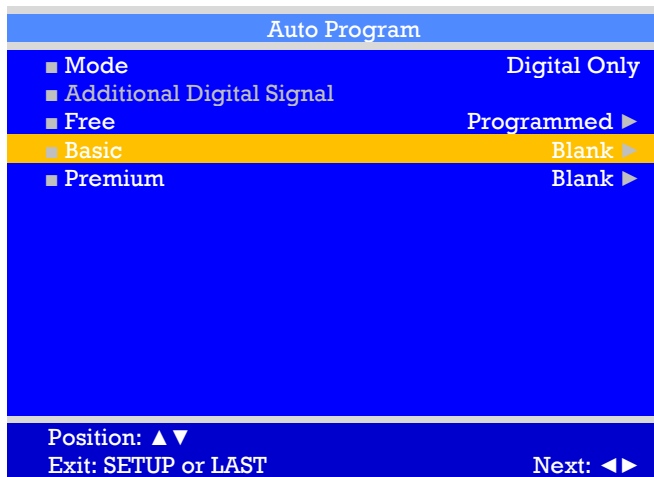 Auto Program
■ Mode Digital Only
■ Additional Digital Signal
■ Free Programmed ►
■ Basic Blank ►
■ Premium Blank ►
Position: ▲▼
Exit: SETUP or LAST Next: ◄►